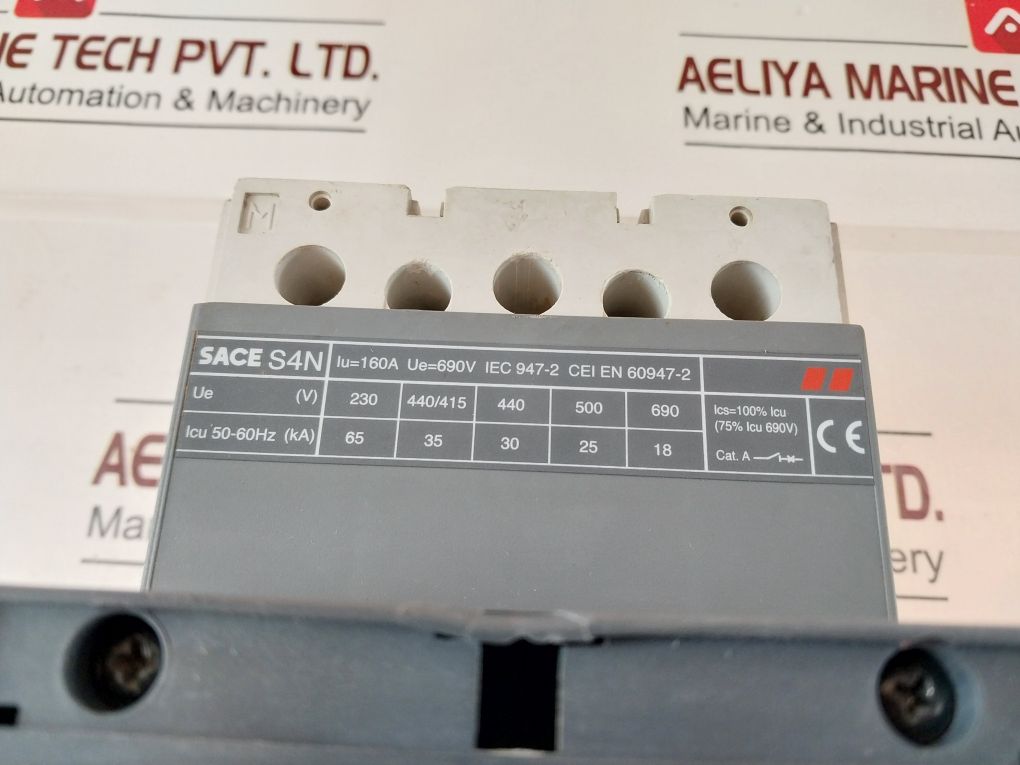 NE TECH PVT. LTD.
Automation & Machinery
AELIYA MARINE
Marine & Industrial Au
M
SACE S4N Iu=160A Ue=690V IEC 947-2 CEI EN 60947-2
Ue (V) 230 440/415 440 500 690
Icu 50-60Hz (kA) 65 35 30 25 18
Ics=100% Icu
(75% Icu 690V)
Cat. A
CE
AE
Ma
TD.
ery